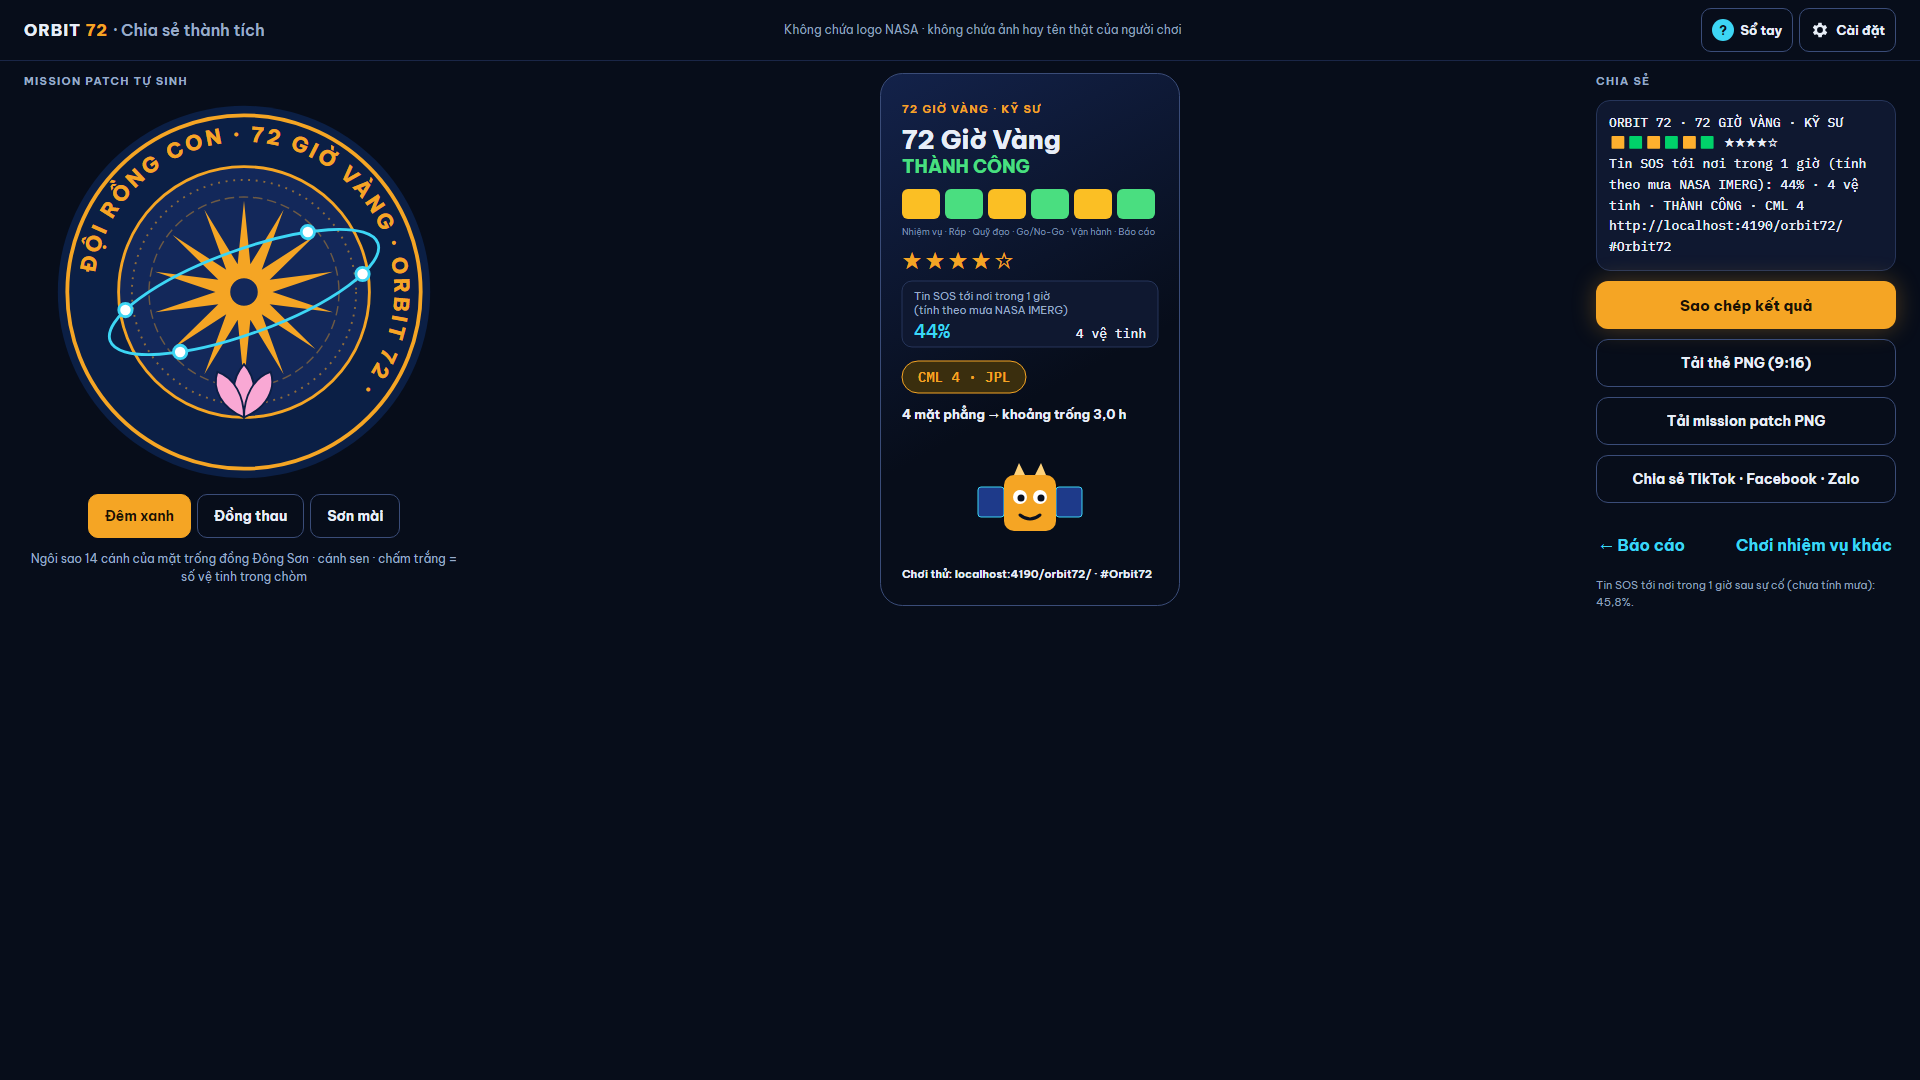 ORBIT 72 · Chia sẻ thành tích
Không chứa logo NASA · không chứa ảnh hay tên thật của người chơi
? Sổ tay
Cài đặt
MISSION PATCH TỰ SINH
ĐỘI RỒNG CON · 72 GIỜ VÀNG · ORBIT 72 ·
Đêm xanh
Đồng thau
Sơn mài
Ngôi sao 14 cánh của mặt trống đồng Đông Sơn · cánh sen · chấm trắng =
số vệ tinh trong chòm
72 GIỜ VÀNG · KỸ SƯ
72 Giờ Vàng
THÀNH CÔNG
Nhiệm vụ · Ráp · Quỹ đạo · Go/No-Go · Vận hành · Báo cáo
★★★★☆
Tin SOS tới nơi trong 1 giờ
(tính theo mưa NASA IMERG)
44%
4 vệ tinh
CML 4 · JPL
4 mặt phẳng → khoảng trống 3,0 h
Chơi thử: localhost:4190/orbit72/ · #Orbit72
CHIA SẺ
ORBIT 72 · 72 GIỜ VÀNG · KỸ SƯ
🟧🟩🟧🟩🟧🟩 ★★★★☆
Tin SOS tới nơi trong 1 giờ (tính
theo mưa NASA IMERG): 44% · 4 vệ
tinh · THÀNH CÔNG · CML 4
http://localhost:4190/orbit72/
#Orbit72
Sao chép kết quả
Tải thẻ PNG (9:16)
Tải mission patch PNG
Chia sẻ TikTok · Facebook · Zalo
← Báo cáo
Chơi nhiệm vụ khác
Tin SOS tới nơi trong 1 giờ sau sự cố (chưa tính mưa):
45,8%.